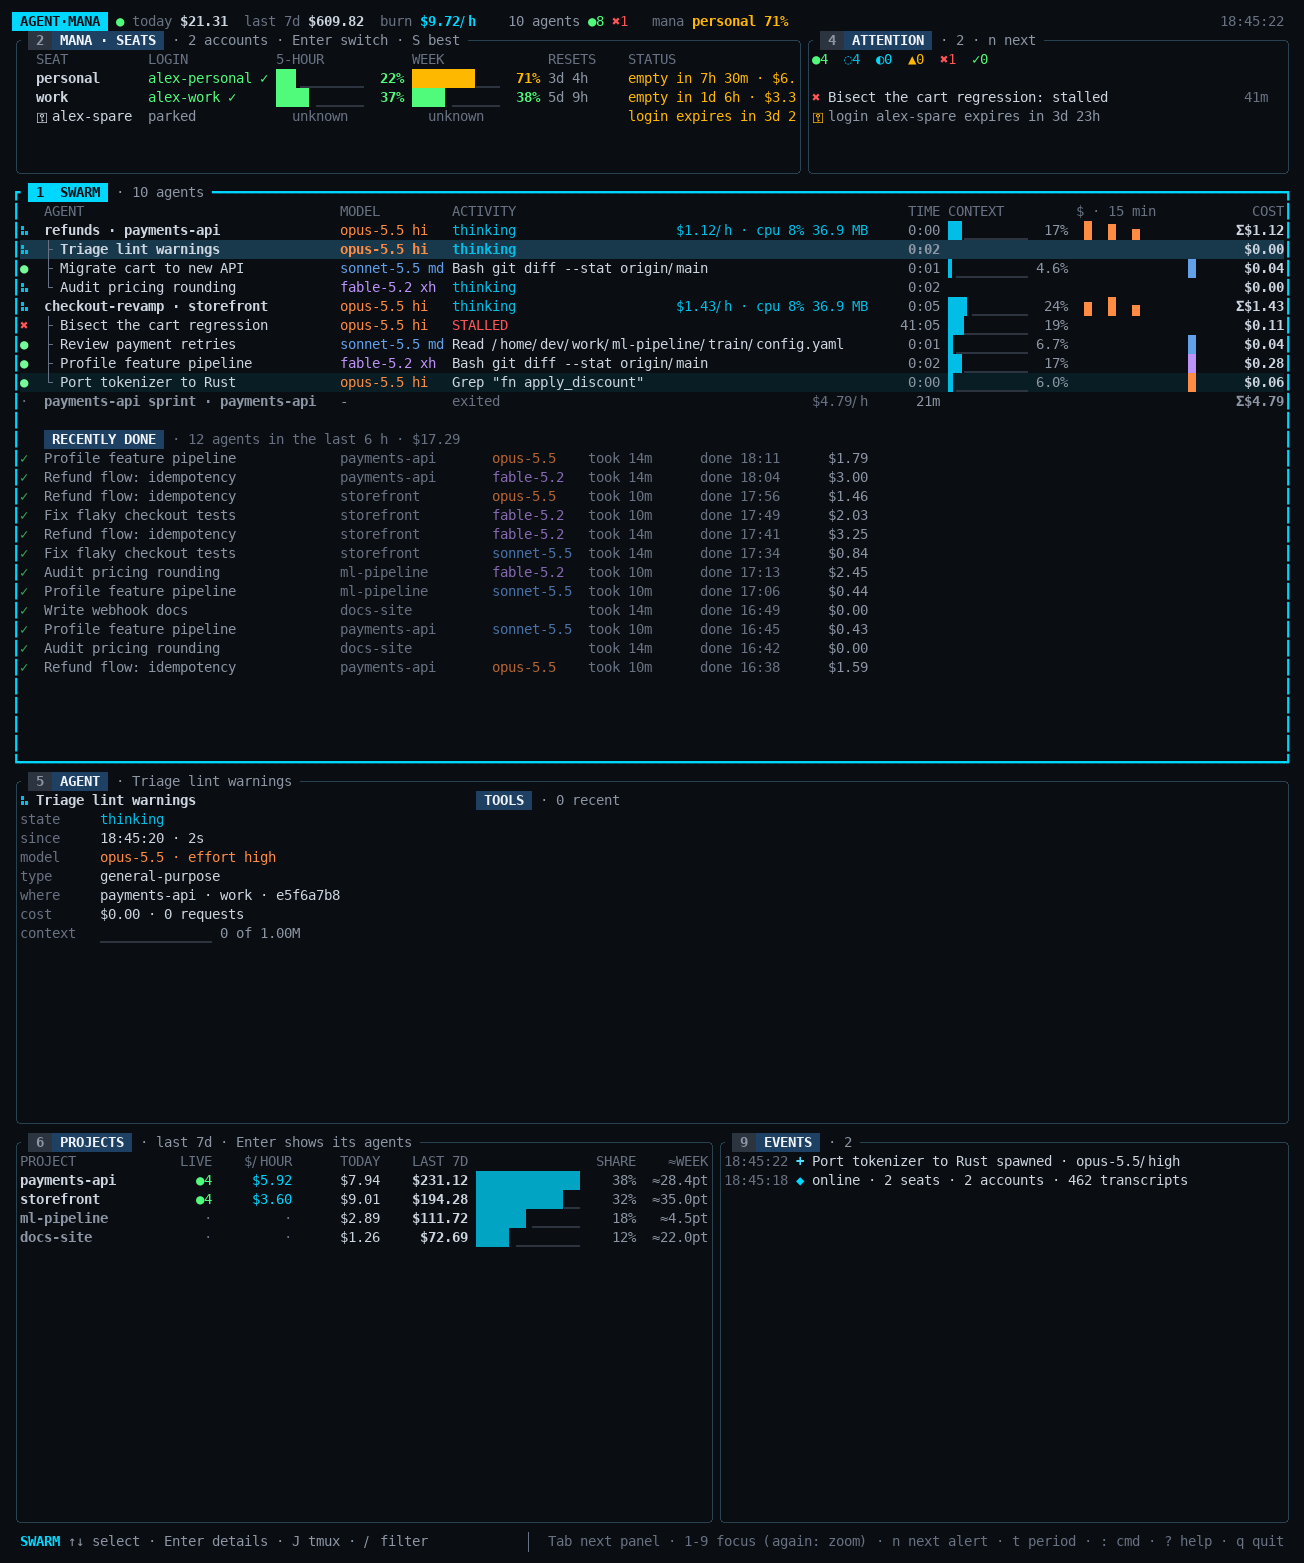 AGENT·MANA ● today $21.31 last 7d $609.82 burn $9.72/h 10 agents ●8 ✖1 mana personal 71% 18:45:22
2 MANA · SEATS · 2 accounts · Enter switch · S best
SEAT LOGIN 5-HOUR WEEK RESETS STATUS
personal alex-personal ✓ 22% 71% 3d 4h empty in 7h 30m · $6.
work alex-work ✓ 37% 38% 5d 9h empty in 1d 6h · $3.3
⚿ alex-spare parked unknown unknown login expires in 3d 2
4 ATTENTION · 2 · n next
●4 ◌4 ◐0 ▲0 ✖1 ✓0
✖ Bisect the cart regression: stalled 41m
⚿ login alex-spare expires in 3d 23h
1 SWARM · 10 agents
AGENT MODEL ACTIVITY TIME CONTEXT $ · 15 min COST
refunds · payments-api opus-5.5 hi thinking $1.12/h · cpu 8% 36.9 MB 0:00 17% Σ$1.12
├ Triage lint warnings opus-5.5 hi thinking 0:02 $0.00
● ├ Migrate cart to new API sonnet-5.5 md Bash git diff --stat origin/main 0:01 4.6% $0.04
└ Audit pricing rounding fable-5.2 xh thinking 0:02 $0.00
checkout-revamp · storefront opus-5.5 hi thinking $1.43/h · cpu 8% 36.9 MB 0:05 24% Σ$1.43
✖ ├ Bisect the cart regression opus-5.5 hi STALLED 41:05 19% $0.11
● ├ Review payment retries sonnet-5.5 md Read /home/dev/work/ml-pipeline/train/config.yaml 0:01 6.7% $0.04
● ├ Profile feature pipeline fable-5.2 xh Bash git diff --stat origin/main 0:02 17% $0.28
● └ Port tokenizer to Rust opus-5.5 hi Grep "fn apply_discount" 0:00 6.0% $0.06
· payments-api sprint · payments-api - exited $4.79/h 21m Σ$4.79
RECENTLY DONE · 12 agents in the last 6 h · $17.29
✓ Profile feature pipeline payments-api opus-5.5 took 14m done 18:11 $1.79
✓ Refund flow: idempotency payments-api fable-5.2 took 14m done 18:04 $3.00
✓ Refund flow: idempotency storefront opus-5.5 took 10m done 17:56 $1.46
✓ Fix flaky checkout tests storefront fable-5.2 took 10m done 17:49 $2.03
✓ Refund flow: idempotency storefront fable-5.2 took 14m done 17:41 $3.25
✓ Fix flaky checkout tests storefront sonnet-5.5 took 14m done 17:34 $0.84
✓ Audit pricing rounding ml-pipeline fable-5.2 took 10m done 17:13 $2.45
✓ Profile feature pipeline ml-pipeline sonnet-5.5 took 10m done 17:06 $0.44
✓ Write webhook docs docs-site took 14m done 16:49 $0.00
✓ Profile feature pipeline payments-api sonnet-5.5 took 10m done 16:45 $0.43
✓ Audit pricing rounding docs-site took 14m done 16:42 $0.00
✓ Refund flow: idempotency payments-api opus-5.5 took 10m done 16:38 $1.59
5 AGENT · Triage lint warnings
Triage lint warnings
state thinking
since 18:45:20 · 2s
model opus-5.5 · effort high
type general-purpose
where payments-api · work · e5f6a7b8
cost $0.00 · 0 requests
context 0 of 1.00M
TOOLS · 0 recent
6 PROJECTS · last 7d · Enter shows its agents
PROJECT LIVE $/HOUR TODAY LAST 7D SHARE ≈WEEK
payments-api ●4 $5.92 $7.94 $231.12 38% ≈28.4pt
storefront ●4 $3.60 $9.01 $194.28 32% ≈35.0pt
ml-pipeline · · $2.89 $111.72 18% ≈4.5pt
docs-site · · $1.26 $72.69 12% ≈22.0pt
9 EVENTS · 2
18:45:22 + Port tokenizer to Rust spawned · opus-5.5/high
18:45:18 ◆ online · 2 seats · 2 accounts · 462 transcripts
SWARM ↑↓ select · Enter details · J tmux · / filter
Tab next panel · 1-9 focus (again: zoom) · n next alert · t period · : cmd · ? help · q quit